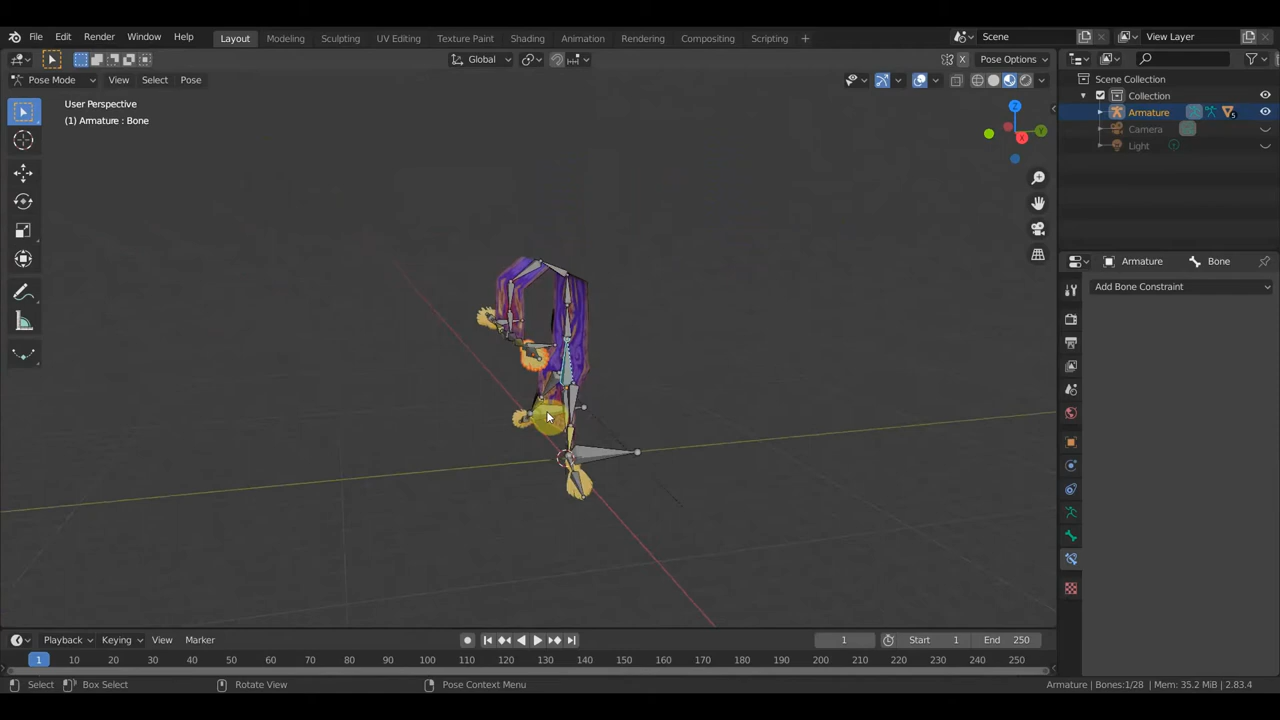 File Edit Render Window Help Layout Modeling Sculpting UV Editing Texture Paint Shading Animation Rendering Compositing Scripting + Scene View Layer
Global X Pose Options
Pose Mode View Select Pose
User Perspective
(1) Armature : Bone
Scene Collection
Collection
Armature
5
Camera
Light
Z
Y
X
Armature Bone
Add Bone Constraint
Playback Keying View Marker 1 Start 1 End 250
1 10 20 30 40 50 60 70 80 90 100 110 120 130 140 150 160 170 180 190 200 210 220 230 240 250
Select Box Select Rotate View Pose Context Menu Armature | Bones:1/28 | Mem: 35.2 MiB | 2.83.4